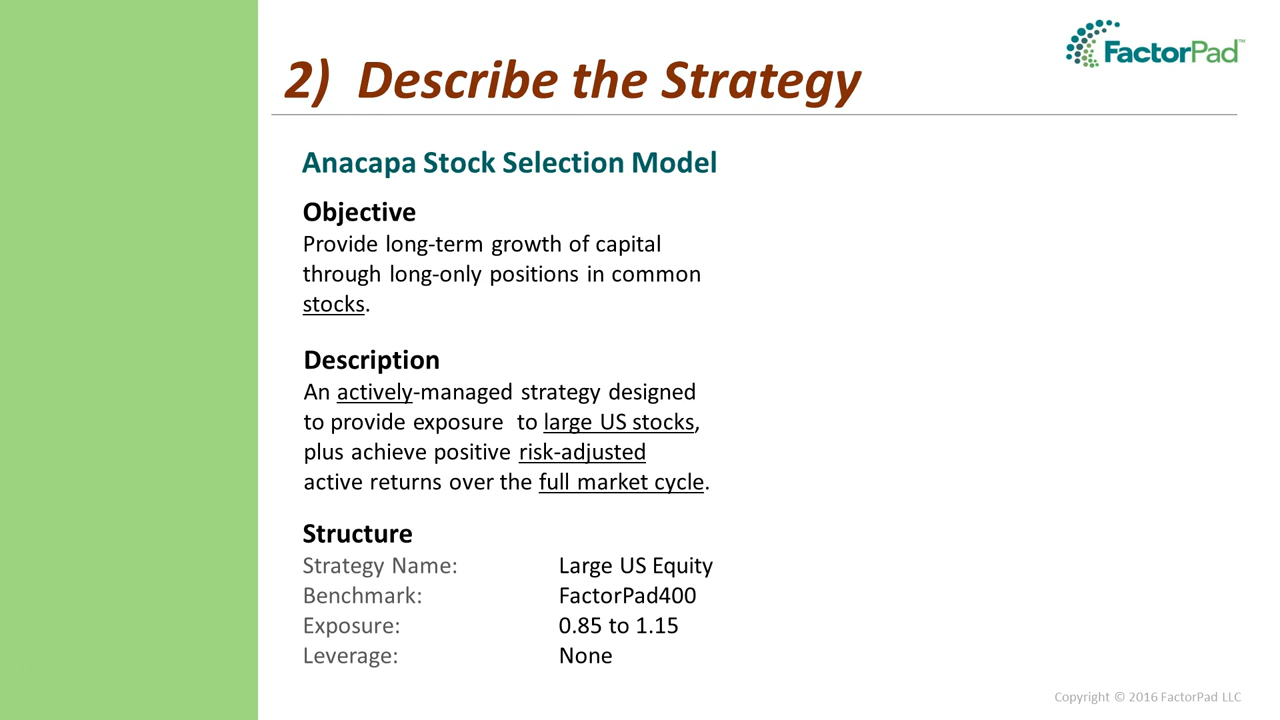 FactorPad™
2) Describe the Strategy
Anacapa Stock Selection Model
Objective
Provide long-term growth of capital
through long-only positions in common
stocks.
Description
An actively-managed strategy designed
to provide exposure to large US stocks,
plus achieve positive risk-adjusted
active returns over the full market cycle.
Structure
Strategy Name: Large US Equity
Benchmark: FactorPad400
Exposure: 0.85 to 1.15
Leverage: None
Copyright © 2016 FactorPad LLC